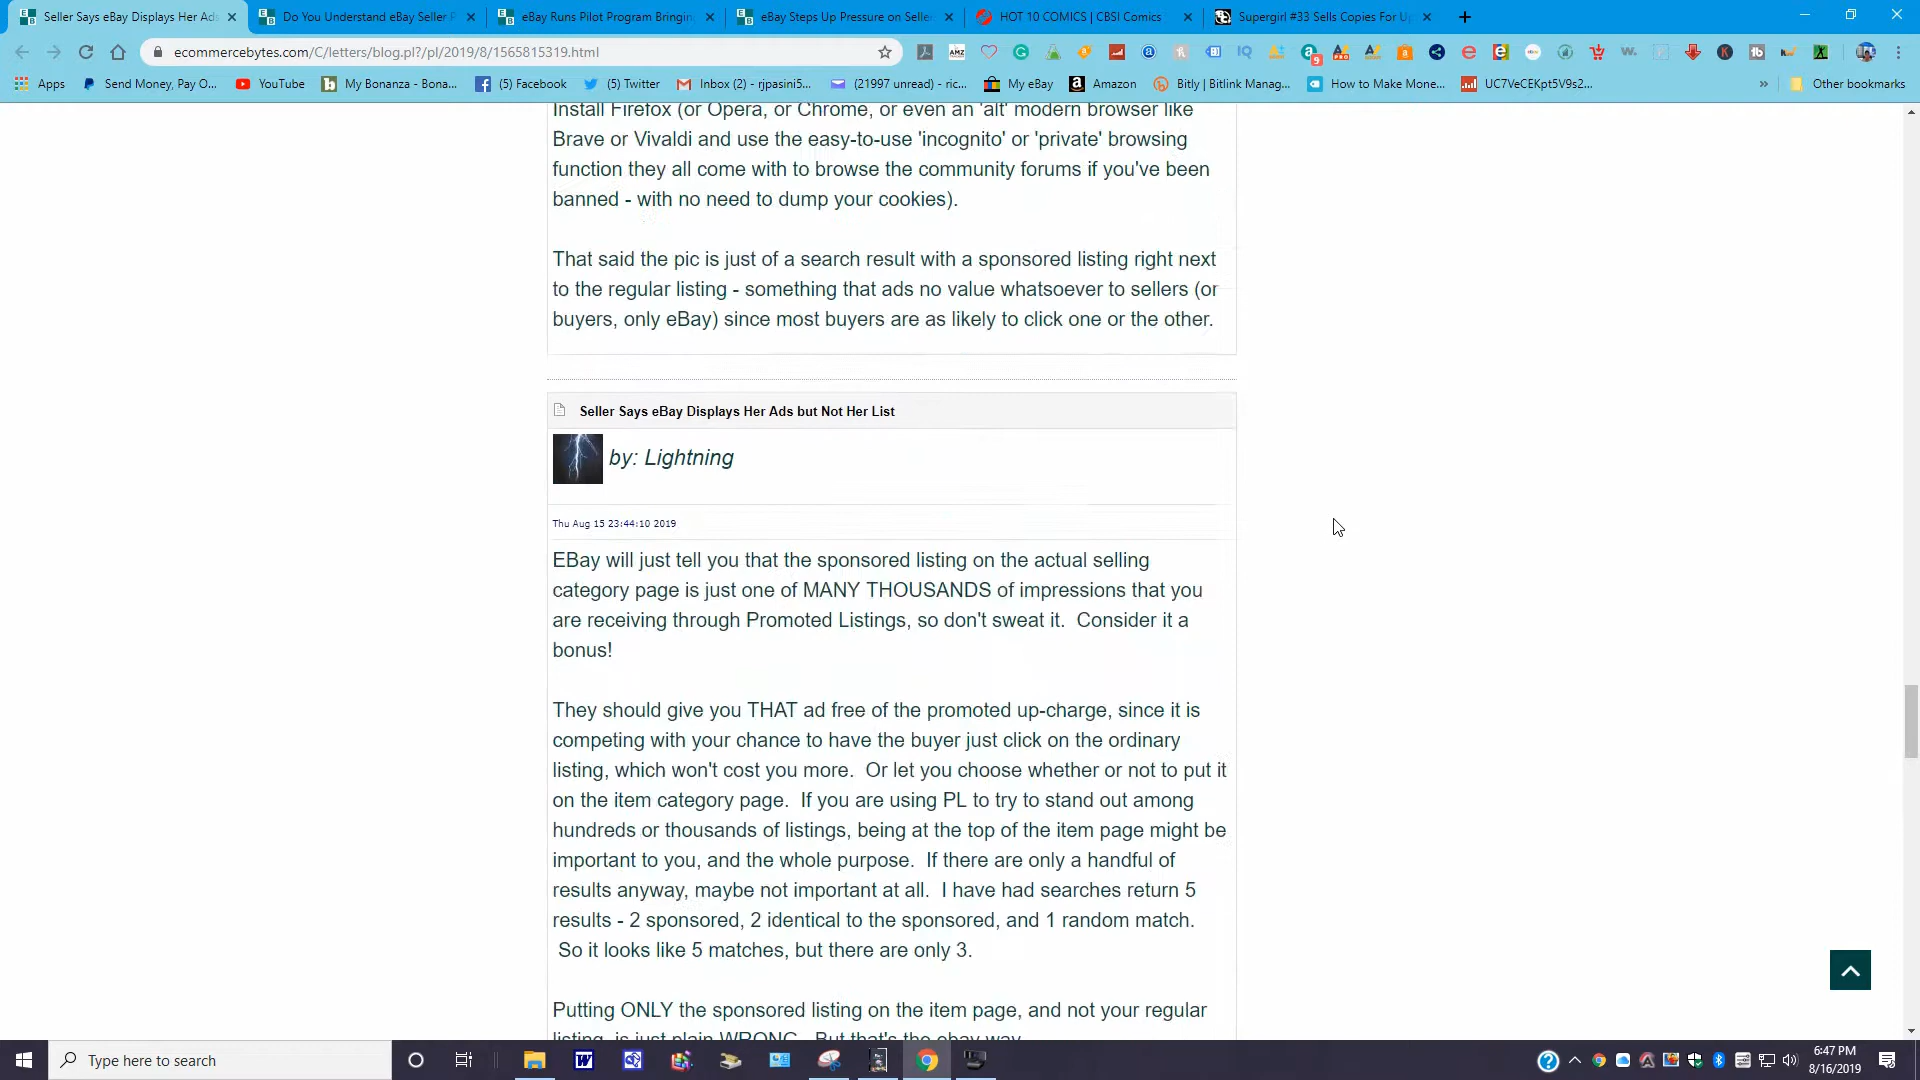 Seller Says eBay Displays Her Ads
Do You Understand eBay Seller P
eBay Runs Pilot Program Bringin
eBay Steps Up Pressure on Selle
HOT 10 COMICS | CBSI Comics
Supergirl #33 Sells Copies For U
ecommercebytes.com/C/letters/blog.pl?/pl/2019/8/1565815319.html
Apps
Send Money, Pay O...
YouTube
My Bonanza - Bona...
(5) Facebook
(5) Twitter
Inbox (2) - rjpasini5...
(21997 unread) - ric...
My eBay
Amazon
Bitly | Bitlink Manag...
How to Make Mone...
UC7VeCEKpt5V9s2...
Other bookmarks
Install Firefox (or Opera, or Chrome, or even an 'alt' modern browser like
Brave or Vivaldi and use the easy-to-use 'incognito' or 'private' browsing
function they all come with to browse the community forums if you've been
banned - with no need to dump your cookies).
That said the pic is just of a search result with a sponsored listing right next
to the regular listing - something that ads no value whatsoever to sellers (or
buyers, only eBay) since most buyers are as likely to click one or the other.
Seller Says eBay Displays Her Ads but Not Her List
by: Lightning
Thu Aug 15 23:44:10 2019
EBay will just tell you that the sponsored listing on the actual selling
category page is just one of MANY THOUSANDS of impressions that you
are receiving through Promoted Listings, so don't sweat it. Consider it a
bonus!
They should give you THAT ad free of the promoted up-charge, since it is
competing with your chance to have the buyer just click on the ordinary
listing, which won't cost you more. Or let you choose whether or not to put it
on the item category page. If you are using PL to try to stand out among
hundreds or thousands of listings, being at the top of the item page might be
important to you, and the whole purpose. If there are only a handful of
results anyway, maybe not important at all. I have had searches return 5
results - 2 sponsored, 2 identical to the sponsored, and 1 random match.
So it looks like 5 matches, but there are only 3.
Putting ONLY the sponsored listing on the item page, and not your regular
listing, is just plain WRONG. But that's the ebay way.
Type here to search
6:47 PM
8/16/2019